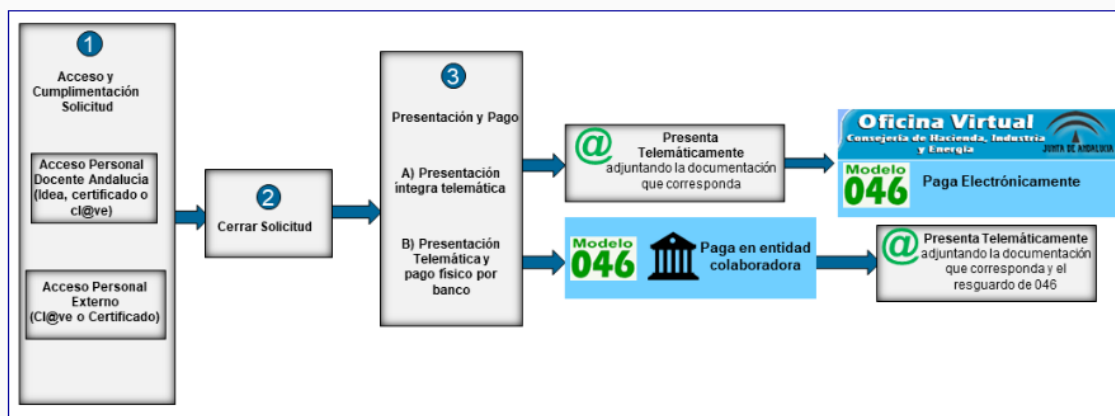 1
Acceso y
Cumplimentación
Solicitud
Acceso Personal
Docente Andalucía
(Idea, certificado o
cl@ve)
Acceso Personal
Externo
(Cl@ve o Certificado)
2
Cerrar Solicitud
3
Presentación y Pago
A) Presentación
íntegra telemática
B) Presentación
Telemática y
pago físico por
banco
@
Presenta
Telemáticamente
adjuntando la documentación
que corresponda
Oficina Virtual
Consejería de Hacienda, Industria
y Energía
JUNTA DE ANDALUCIA
Modelo
046
Paga Electrónicamente
Modelo
046
Paga en entidad
colaboradora
@
Presenta Telemáticamente
adjuntando la documentación
que corresponda y el
resguardo de 046